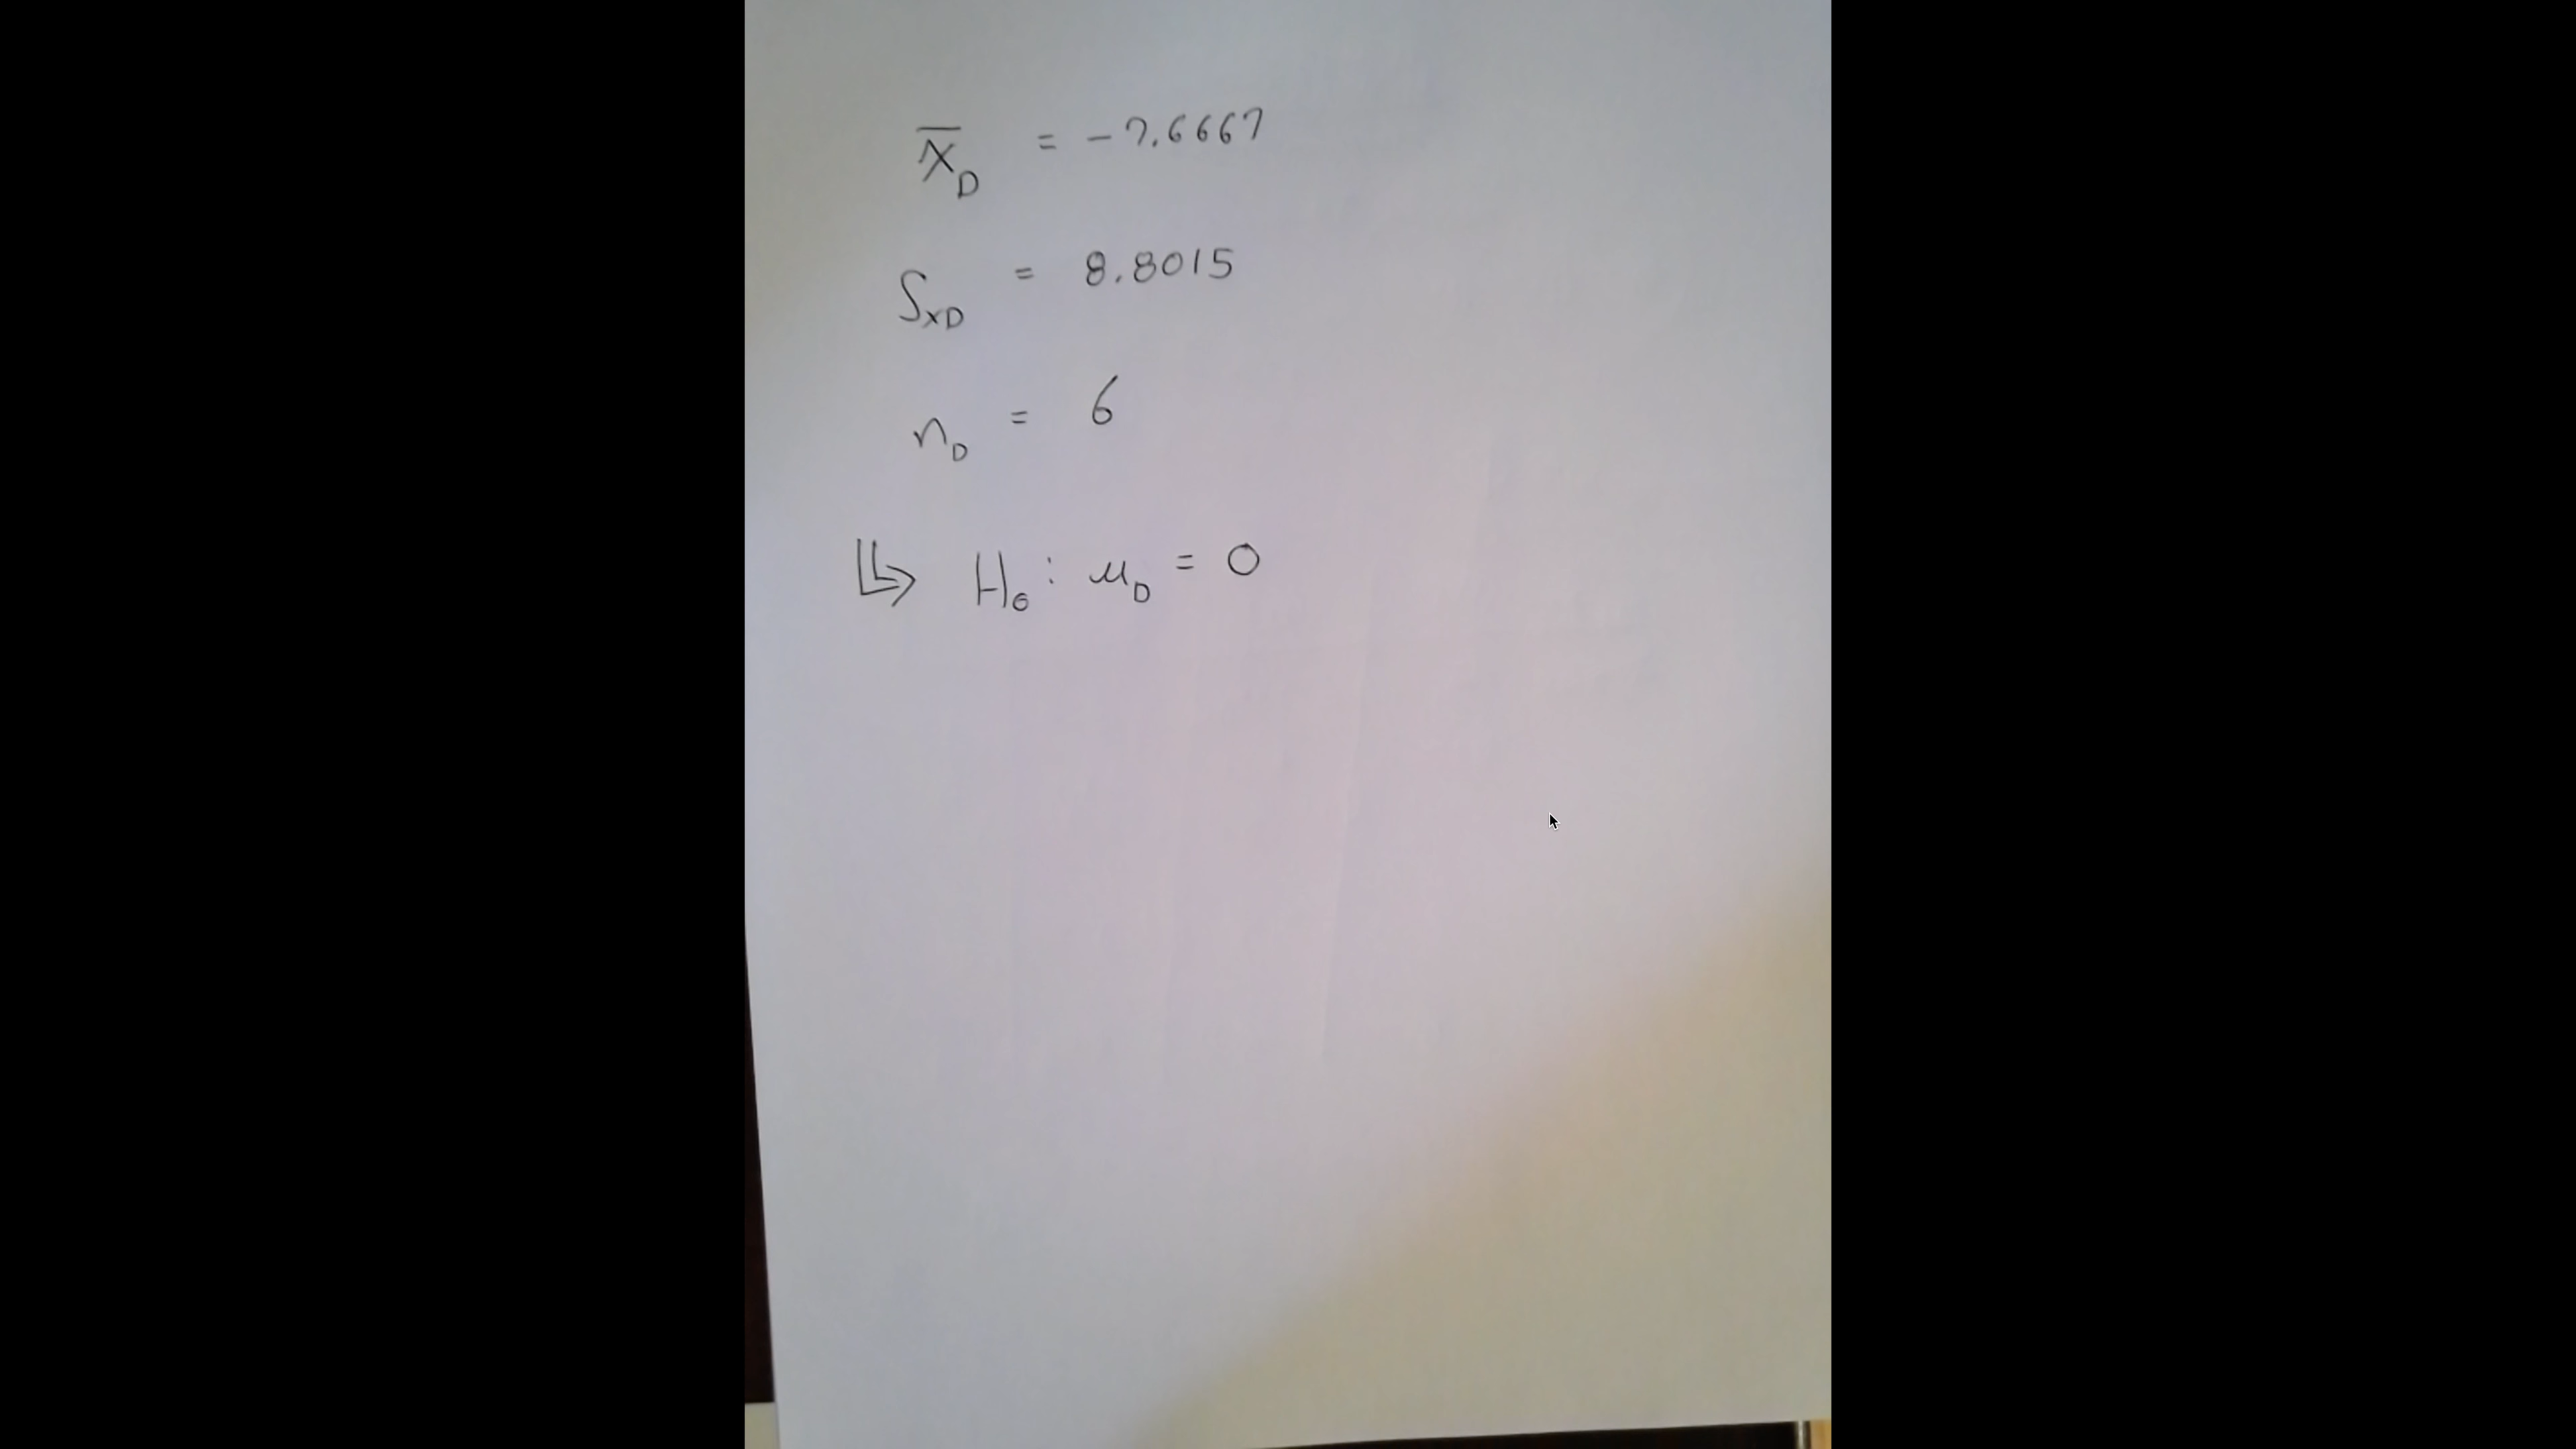 X̄_D = -7.6667
S_XD = 8.8015
n_D = 6
H_0 : μ_D = 0